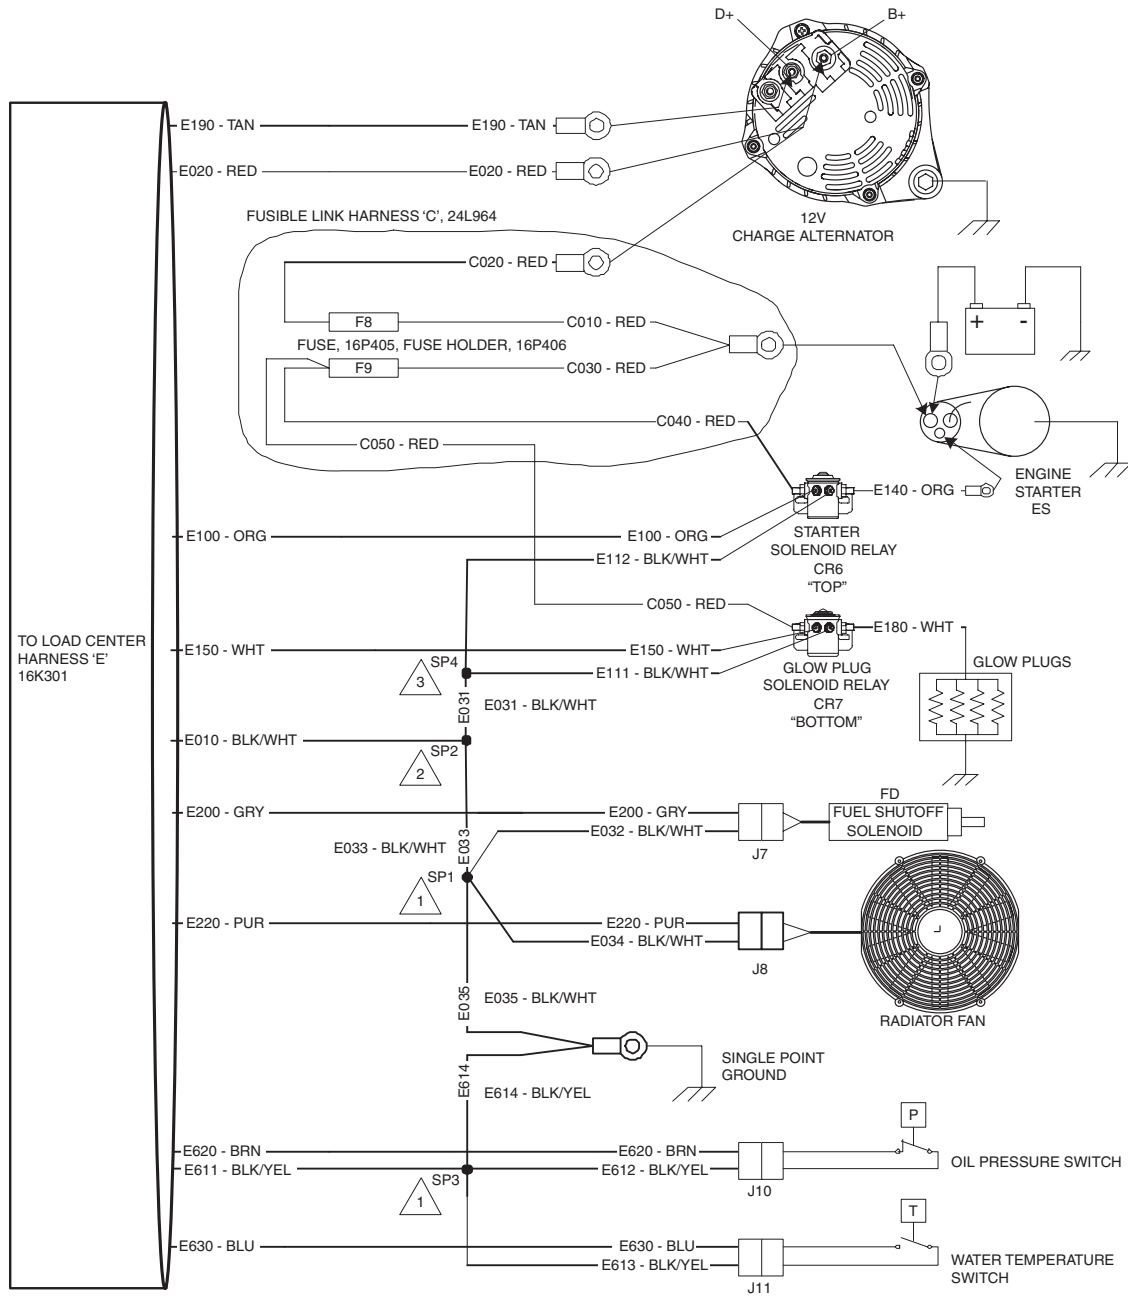 D+
B+
E190 - TAN
E190 - TAN
E020 - RED
E020 - RED
12V
CHARGE ALTERNATOR
FUSIBLE LINK HARNESS ‘C’, 24L964
C020 - RED
+ -
F8
C010 - RED
FUSE, 16P405, FUSE HOLDER, 16P406
F9
C030 - RED
C040 - RED
C050 - RED
ENGINE
STARTER
ES
E140 - ORG
E100 - ORG
E100 - ORG
STARTER
SOLENOID RELAY
CR6
“TOP”
E112 - BLK/WHT
C050 - RED
TO LOAD CENTER
HARNESS ‘E’
16K301
E180 - WHT
E150 - WHT
E150 - WHT
GLOW PLUGS
SP4
3
E111 - BLK/WHT
GLOW PLUG
SOLENOID RELAY
CR7
“BOTTOM”
E031
E031 - BLK/WHT
E010 - BLK/WHT
SP2
2
FD
E200 - GRY
E200 - GRY
FUEL SHUTOFF
SOLENOID
E032 - BLK/WHT
J7
E033
E033 - BLK/WHT
SP1
1
E220 - PUR
E220 - PUR
E034 - BLK/WHT
J8
RADIATOR FAN
E035
E035 - BLK/WHT
SINGLE POINT
GROUND
E614
E614 - BLK/YEL
P
E620 - BRN
E620 - BRN
OIL PRESSURE SWITCH
E611 - BLK/YEL
E612 - BLK/YEL
SP3
1
J10
T
E630 - BLU
E630 - BLU
WATER TEMPERATURE
SWITCH
E613 - BLK/YEL
J11